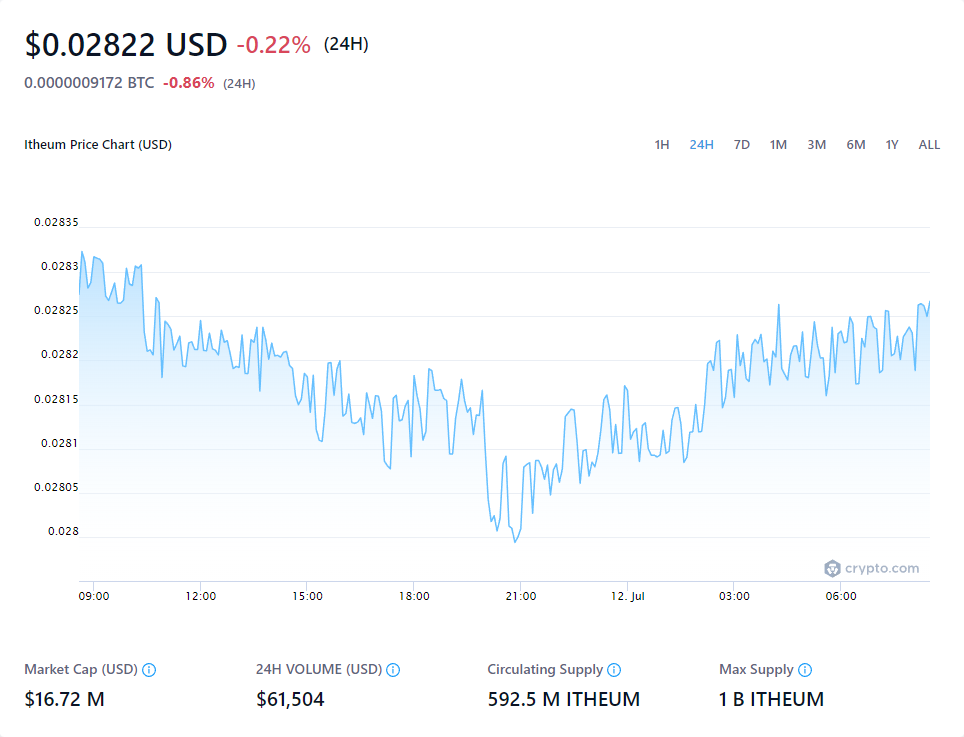 $0.02822 USD -0.22% (24H)
0.0000009172 BTC -0.86% (24H)
Itheum Price Chart (USD) 1H 24H 7D 1M 3M 6M 1Y ALL
0.02835
0.0283
0.02825
0.0282
0.02815
0.0281
0.02805
0.028
crypto.com
09:00 12:00 15:00 18:00 21:00 12. Jul 03:00 06:00
Market Cap (USD) 24H VOLUME (USD) Circulating Supply Max Supply
$16.72 M $61,504 592.5 M ITHEUM 1 B ITHEUM